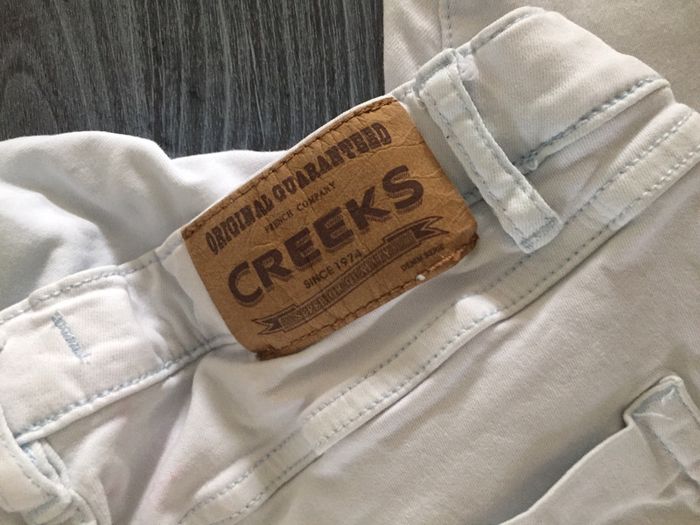 ORIGINAL GUARANTEED
FRENCH COMPANY
CREEKS
SINCE 1974